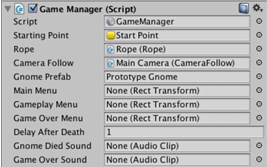 Game Manager (Script)
Script GameManager
Starting Point Start Point
Rope Rope (Rope)
Camera Follow Main Camera (CameraFollow)
Gnome Prefab Prototype Gnome
Main Menu None (Rect Transform)
Gameplay Menu None (Rect Transform)
Game Over Menu None (Rect Transform)
Delay After Death 1
Gnome Died Sound None (Audio Clip)
Game Over Sound None (Audio Clip)